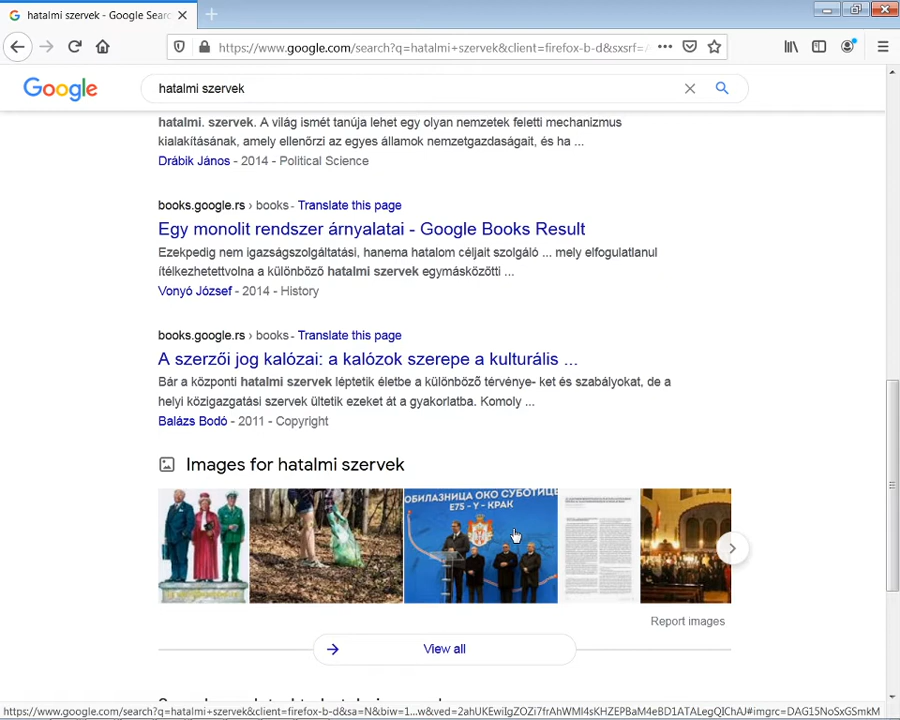 hatalmi szervek - Google Sear
https://www.google.com/search?q=hatalmi+szervek&client=firefox-b-d&sxsrf=A
Google
hatalmi szervek
hatalmi. szervek. A világ ismét tanúja lehet egy olyan nemzetek feletti mechanizmus
kialakításának, amely ellenőrzi az egyes államok nemzetgazdaságait, és ha ...
Drábik János - 2014 - Political Science
books.google.rs › books - Translate this page
Egy monolit rendszer árnyalatai - Google Books Result
Ezekpedig nem igazságszolgáltatási, hanema hatalom céljait szolgáló ... mely elfogulatlanul
ítélkezhetettvolna a különböző hatalmi szervek egymásközötti ...
Vonyó József - 2014 - History
books.google.rs › books - Translate this page
A szerzői jog kalózai: a kalózok szerepe a kulturális ...
Bár a központi hatalmi szervek léptetik életbe a különböző térvénye- ket és szabályokat, de a
helyi közigazgatási szervek ültetik ezeket át a gyakorlatba. Komoly ...
Balázs Bodó - 2011 - Copyright
Images for hatalmi szervek
ОБИЛАЗНИЦА ОКО СУБОТИЦЕ
Е75 - Y - КРАК
Report images
View all
https://www.google.com/search?q=hatalmi+szervek&client=firefox-b-d&sa=N&biw=1...w&ved=2ahUKEwiIgZOZi7frAhWMl4sKHZEPBaM4eBD1ATALegQIChAJ#imgrc=DAG15NoSxGSmkM